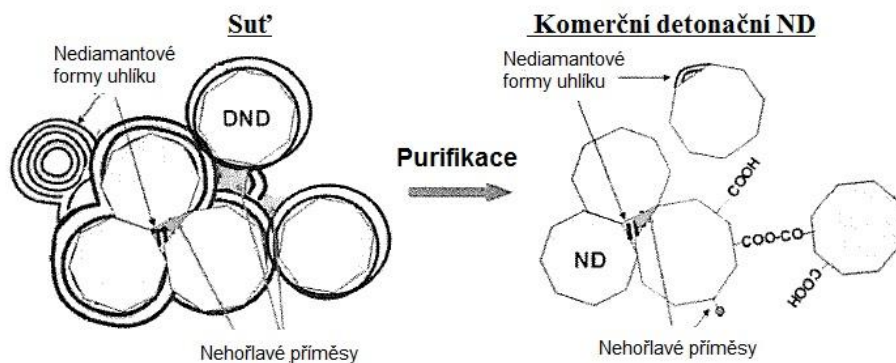 Suť
Komerční detonační ND
Nediamantové
formy uhlíku
Nediamantové
formy uhlíku
DND
Purifikace
COOH
COO-CO
ND
COOH
Nehořlavé příměsy
Nehořlavé příměsy